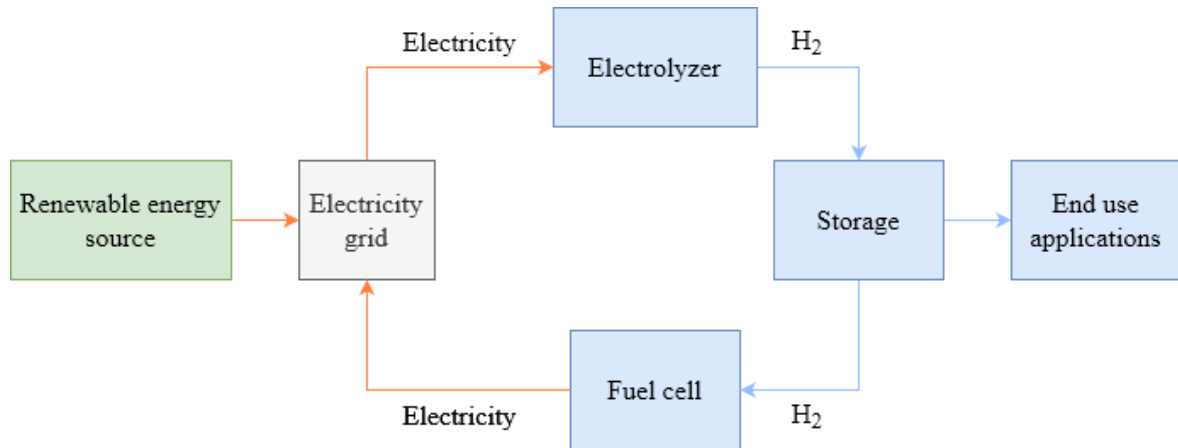 Electricity
H₂
Electrolyzer
Renewable energy
source
Electricity
grid
Storage
End use
applications
Fuel cell
Electricity
H₂